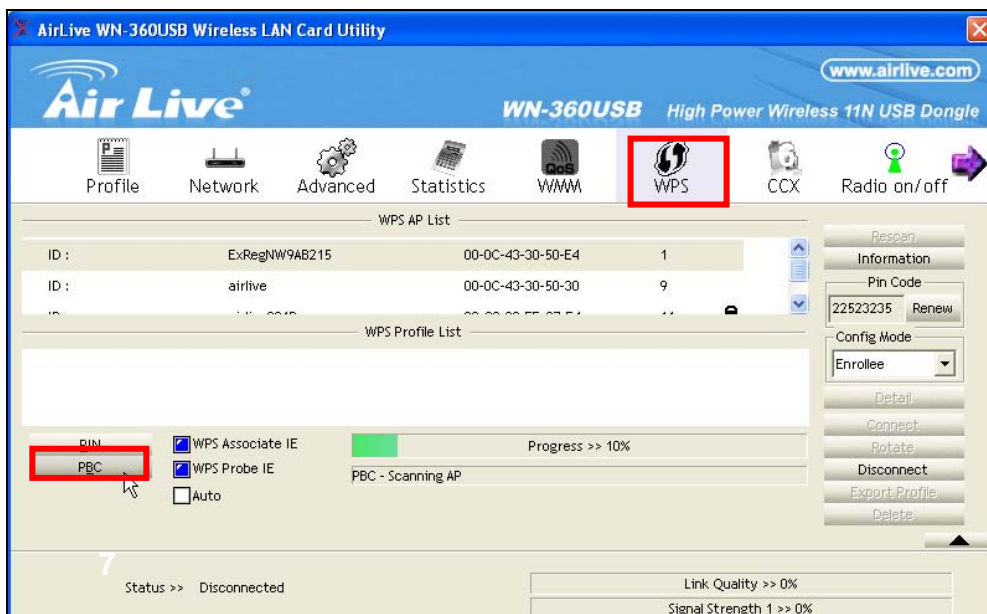 AirLive WN-360USB Wireless LAN Card Utility
www.airlive.com
Air Live®
WN-360USB High Power Wireless 11N USB Dongle
Profile Network Advanced Statistics QoS WMM WPS CCX Radio on/off
WPS AP List
ID : ExRegNW9AB215 00-0C-43-30-50-E4 1
ID : airlive 00-0C-43-30-50-30 9
Rescan
Information
Pin Code
22523235 Renew
WPS Profile List
Config Mode
Enrollee
Detail
Connect
Rotate
Disconnect
Export Profile
Delete
PIN
PBC
WPS Associate IE
WPS Probe IE
Auto
Progress >> 10%
PBC - Scanning AP
7
Status >> Disconnected
Link Quality >> 0%
Signal Strength 1 >> 0%